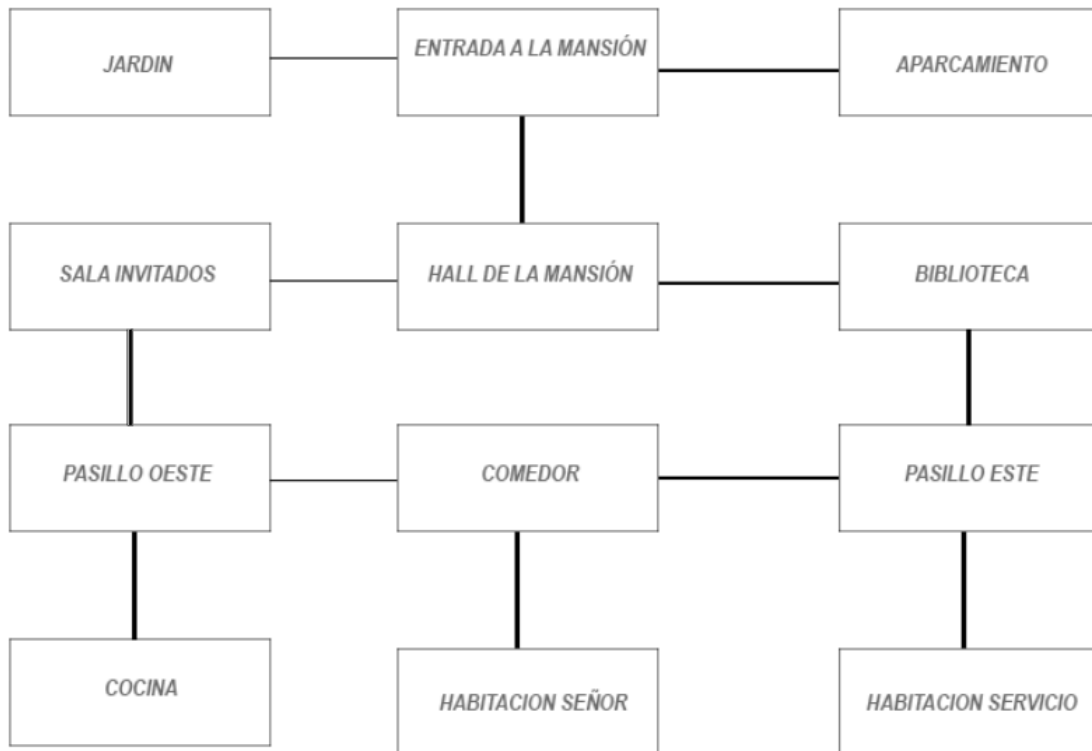 JARDIN
ENTRADA A LA MANSIÓN
APARCAMIENTO
SALA INVITADOS
HALL DE LA MANSIÓN
BIBLIOTECA
PASILLO OESTE
COMEDOR
PASILLO ESTE
COCINA
HABITACION SEÑOR
HABITACION SERVICIO